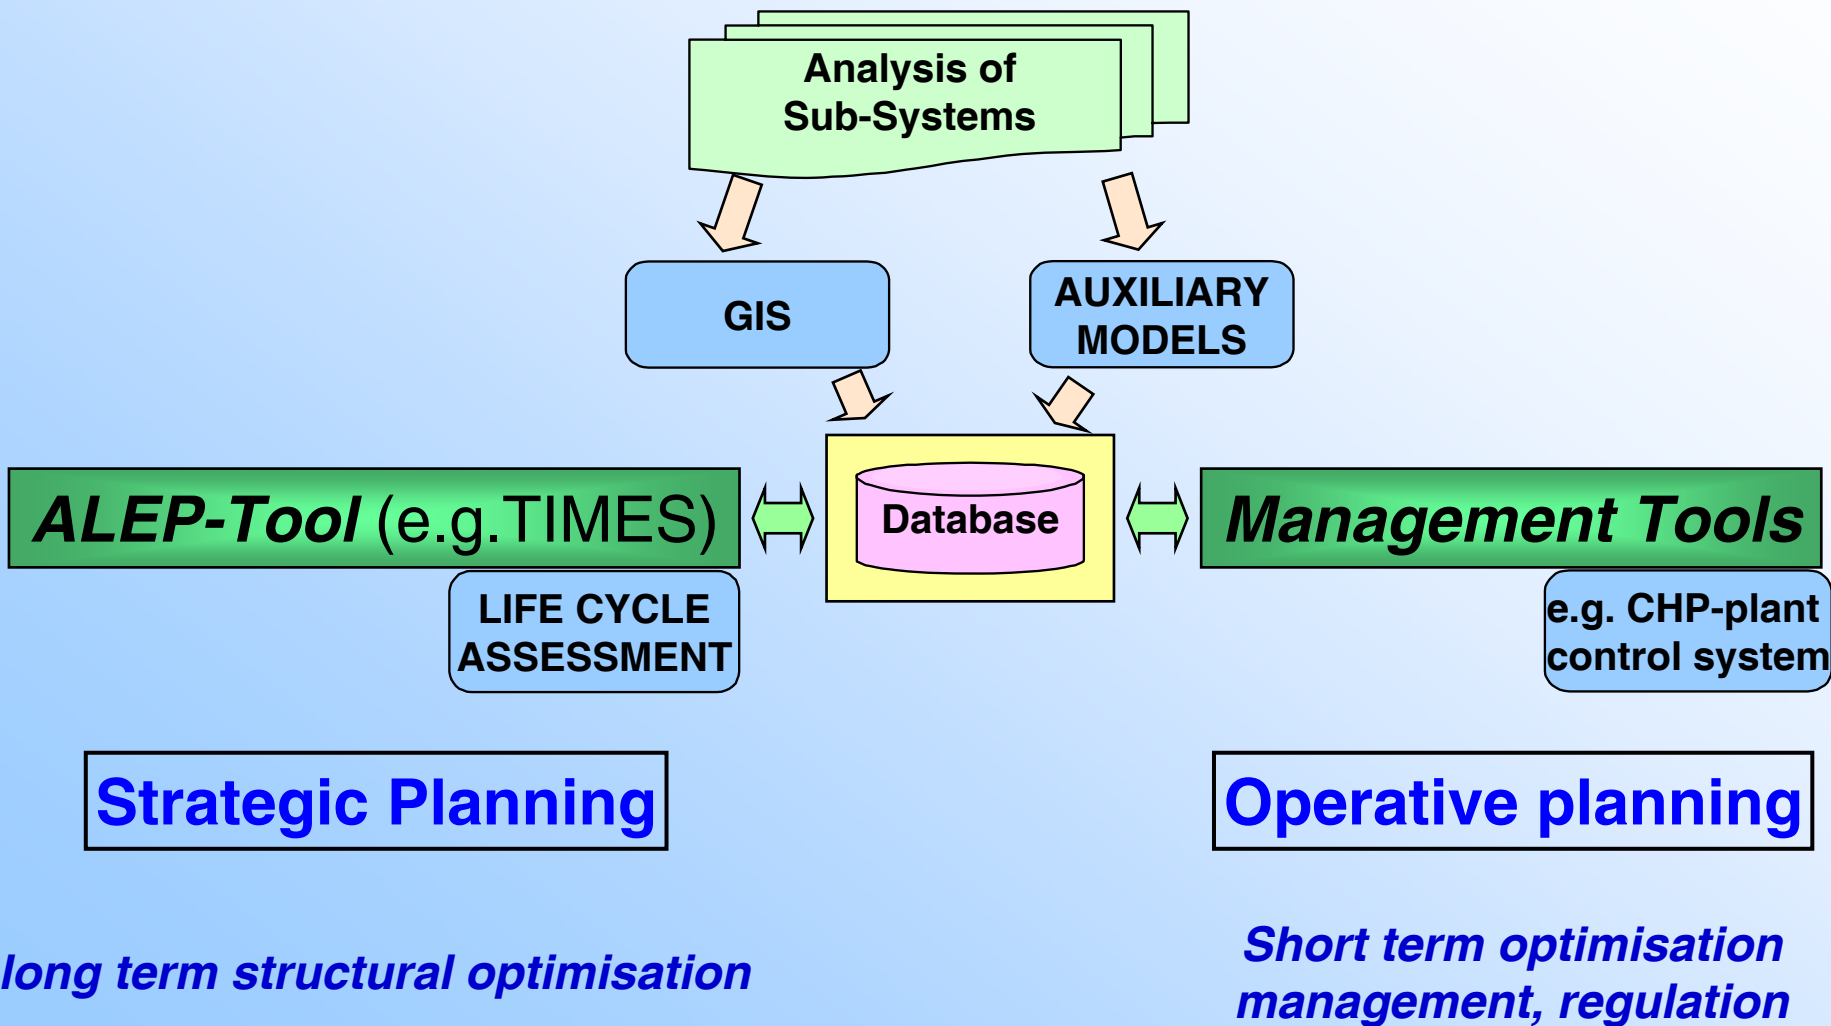 Analysis of
Sub-Systems
GIS
AUXILIARY
MODELS
ALEP-Tool (e.g.TIMES)
Database
Management Tools
LIFE CYCLE
ASSESSMENT
e.g. CHP-plant
control system
Strategic Planning
Operative planning
long term structural optimisation
Short term optimisation
management, regulation